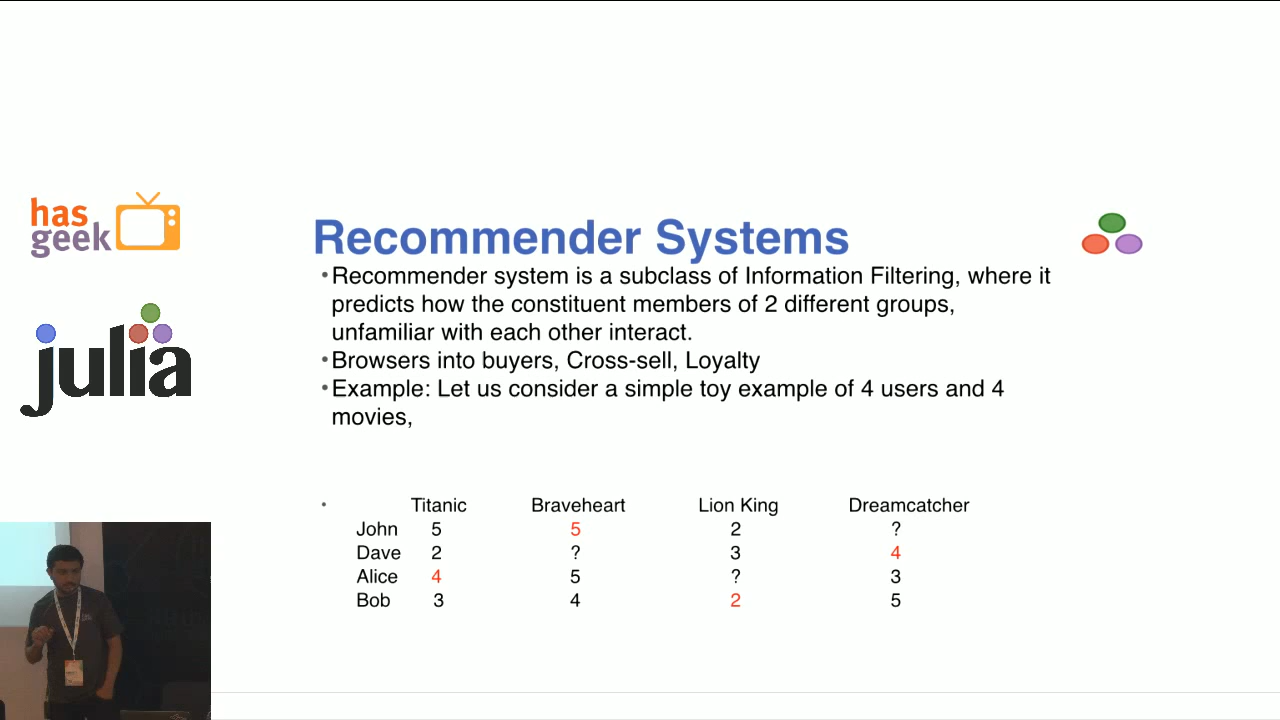 has
geek
julia
Recommender Systems
•Recommender system is a subclass of Information Filtering, where it
predicts how the constituent members of 2 different groups,
unfamiliar with each other interact.
•Browsers into buyers, Cross-sell, Loyalty
•Example: Let us consider a simple toy example of 4 users and 4
movies,
• Titanic Braveheart Lion King Dreamcatcher
John 5 5 2 ?
Dave 2 ? 3 4
Alice 4 5 ? 3
Bob 3 4 2 5